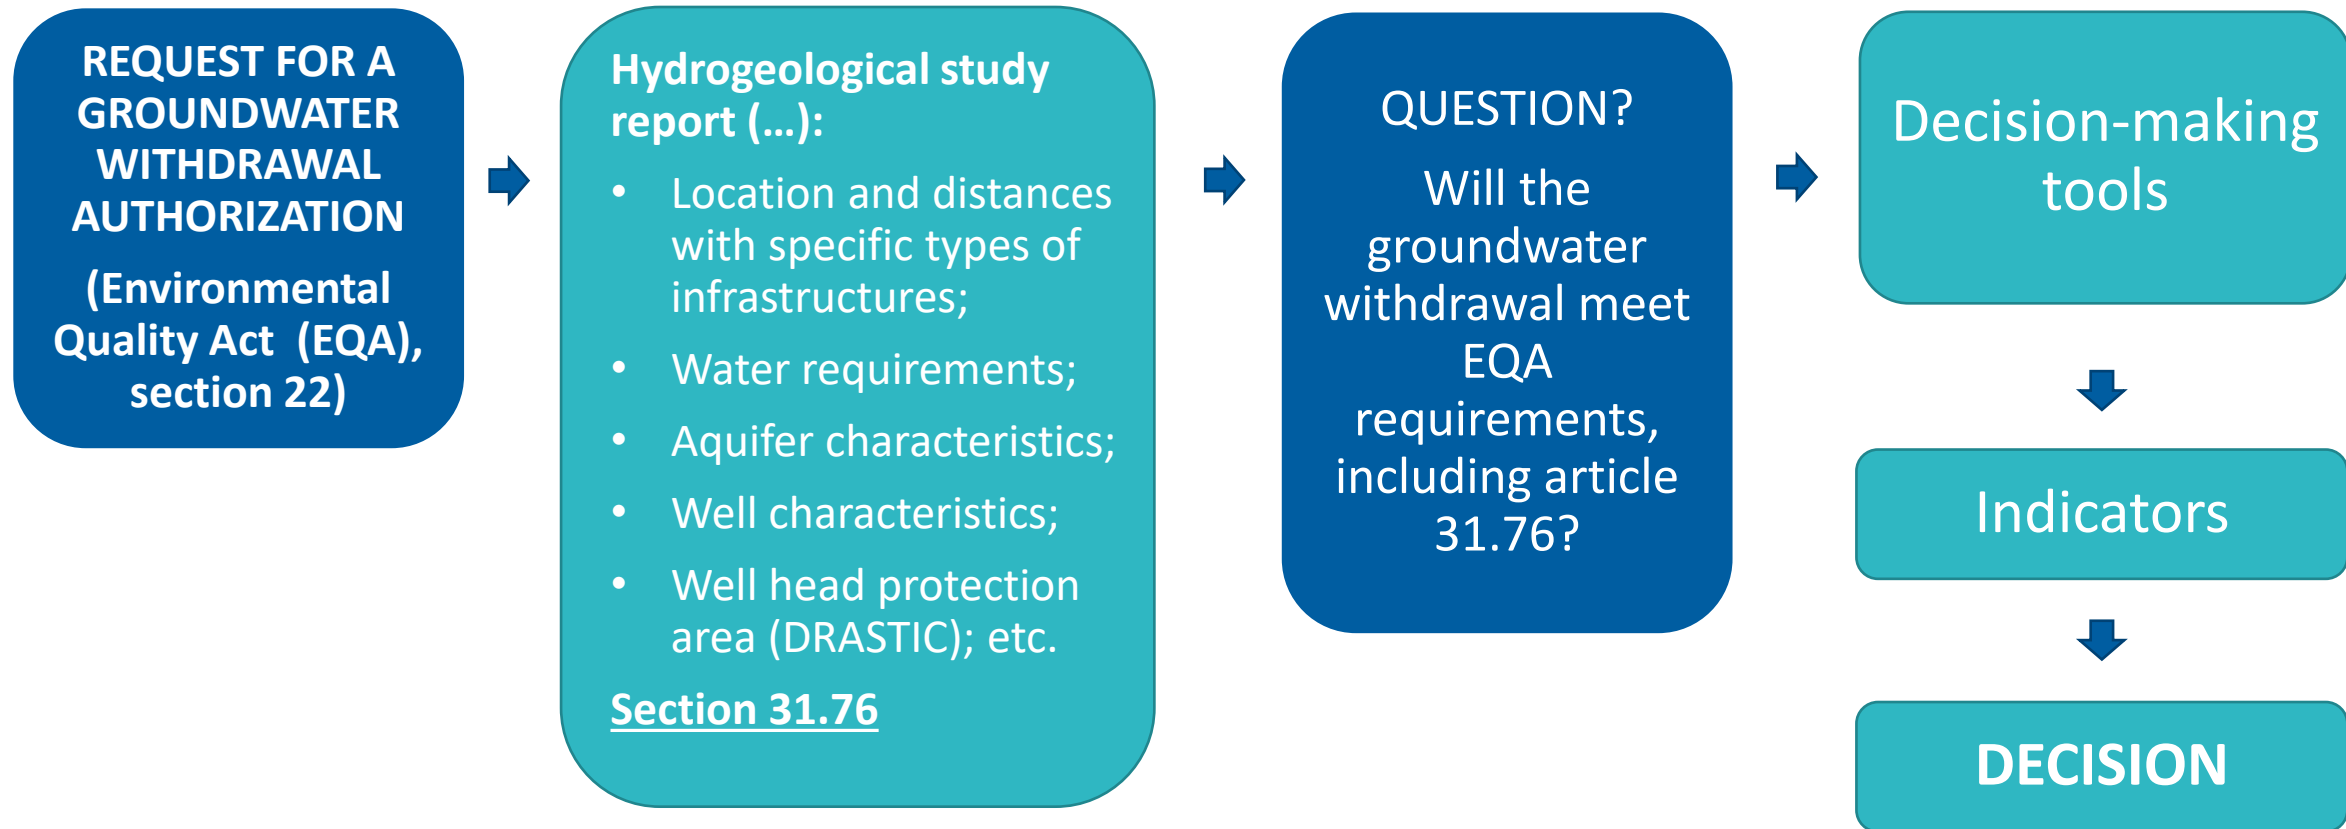 REQUEST FOR A
GROUNDWATER
WITHDRAWAL
AUTHORIZATION
(Environmental
Quality Act  (EQA),
section 22)
Hydrogeological study
report (...):
• Location and distances
with specific types of
infrastructures;
• Water requirements;
• Aquifer characteristics;
• Well characteristics;
• Well head protection
area (DRASTIC); etc.
Section 31.76
QUESTION?
Will the
groundwater
withdrawal meet
EQA
requirements,
including article
31.76?
Decision-making
tools
Indicators
DECISION